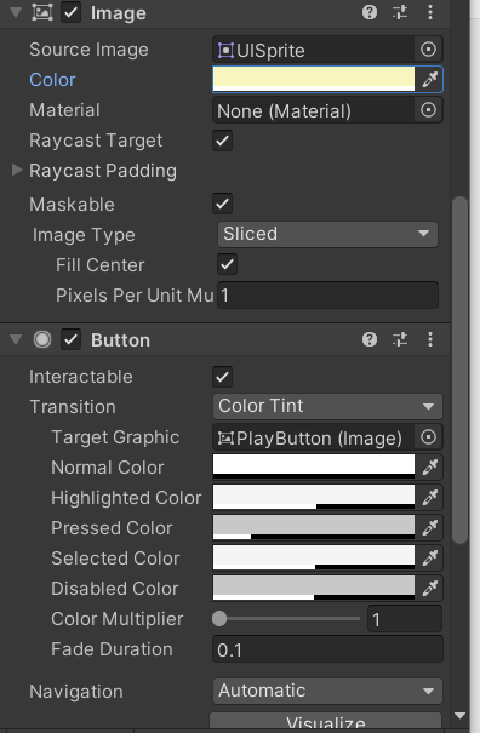 Image
Source Image UISprite
Color
Material None (Material)
Raycast Target
Raycast Padding
Maskable
Image Type Sliced
Fill Center
Pixels Per Unit Mu 1
Button
Interactable
Transition Color Tint
Target Graphic PlayButton (Image)
Normal Color
Highlighted Color
Pressed Color
Selected Color
Disabled Color
Color Multiplier 1
Fade Duration 0.1
Navigation Automatic
Visualize